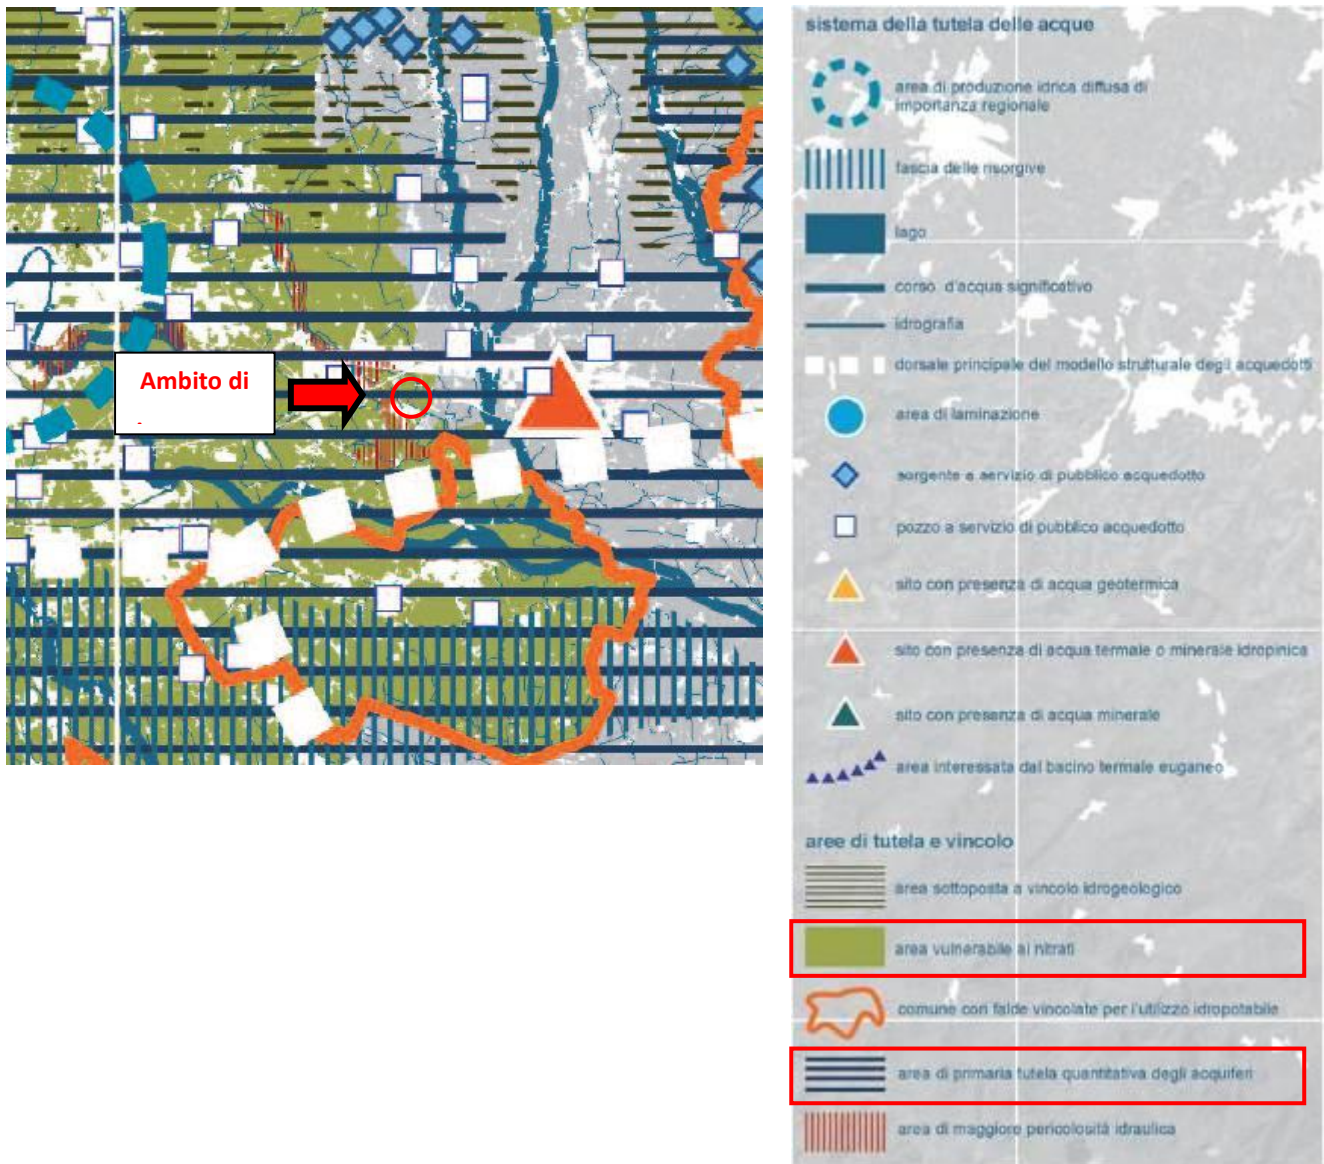 Ambito di
-
sistema della tutela delle acque
area di produzione idrica diffusa di
importanza regionale
fascia delle risorgive
lago
corso d'acqua significativo
idrografia
dorsale principale del modello strutturale degli acquedotti
area di laminazione
sorgente a servizio di pubblico acquedotto
pozzo a servizio di pubblico acquedotto
sito con presenza di acqua geotermica
sito con presenza di acqua termale o minerale idropinica
sito con presenza di acqua minerale
area interessata dal bacino termale euganeo
aree di tutela e vincolo
area sottoposta a vincolo idrogeologico
area vulnerabile ai nitrati
comune con falde vincolate per l'utilizzo idropotabile
area di primaria tutela quantitativa degli acquiferi
area di maggiore pericolosità idraulica